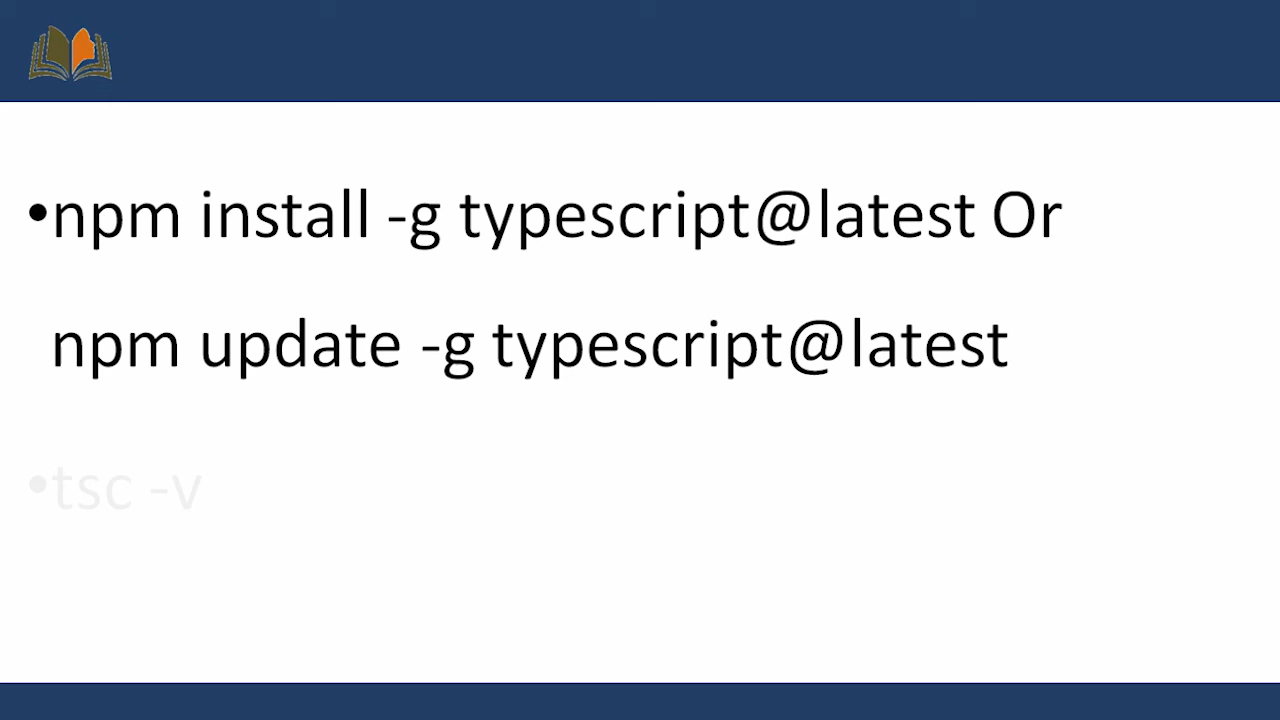 •npm install -g typescript@latest Or
npm update -g typescript@latest
•tsc -v